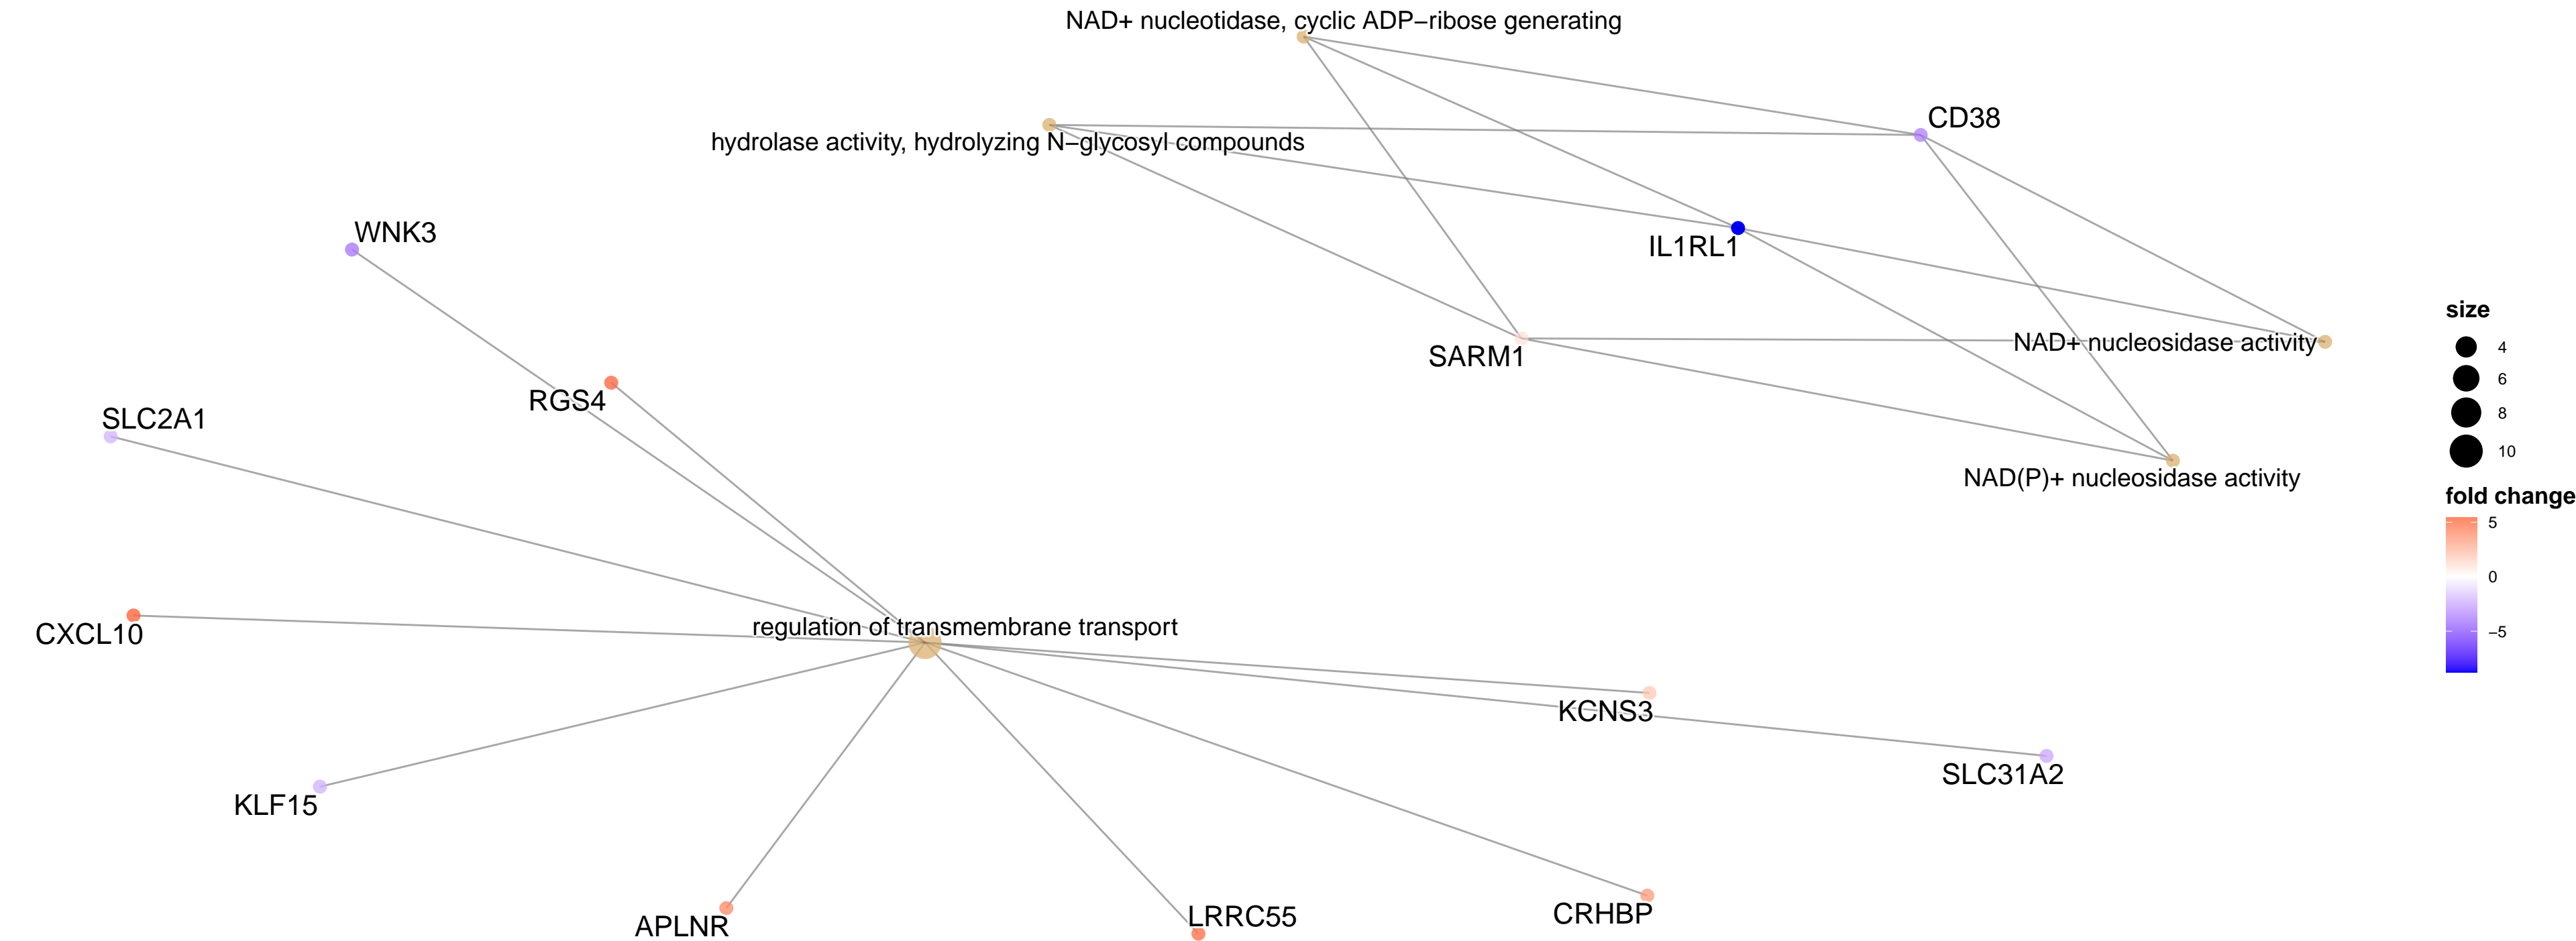 NAD+ nucleotidase, cyclic ADP−ribose generating
CD38
hydrolase activity, hydrolyzing N−glycosyl compounds
WNK3
IL1RL1
size
4
6
8
10
NAD+ nucleosidase activity
SARM1
RGS4
SLC2A1
NAD(P)+ nucleosidase activity
fold change
5
0
−5
regulation of transmembrane transport
CXCL10
KCNS3
SLC31A2
KLF15
CRHBP
LRRC55
APLNR